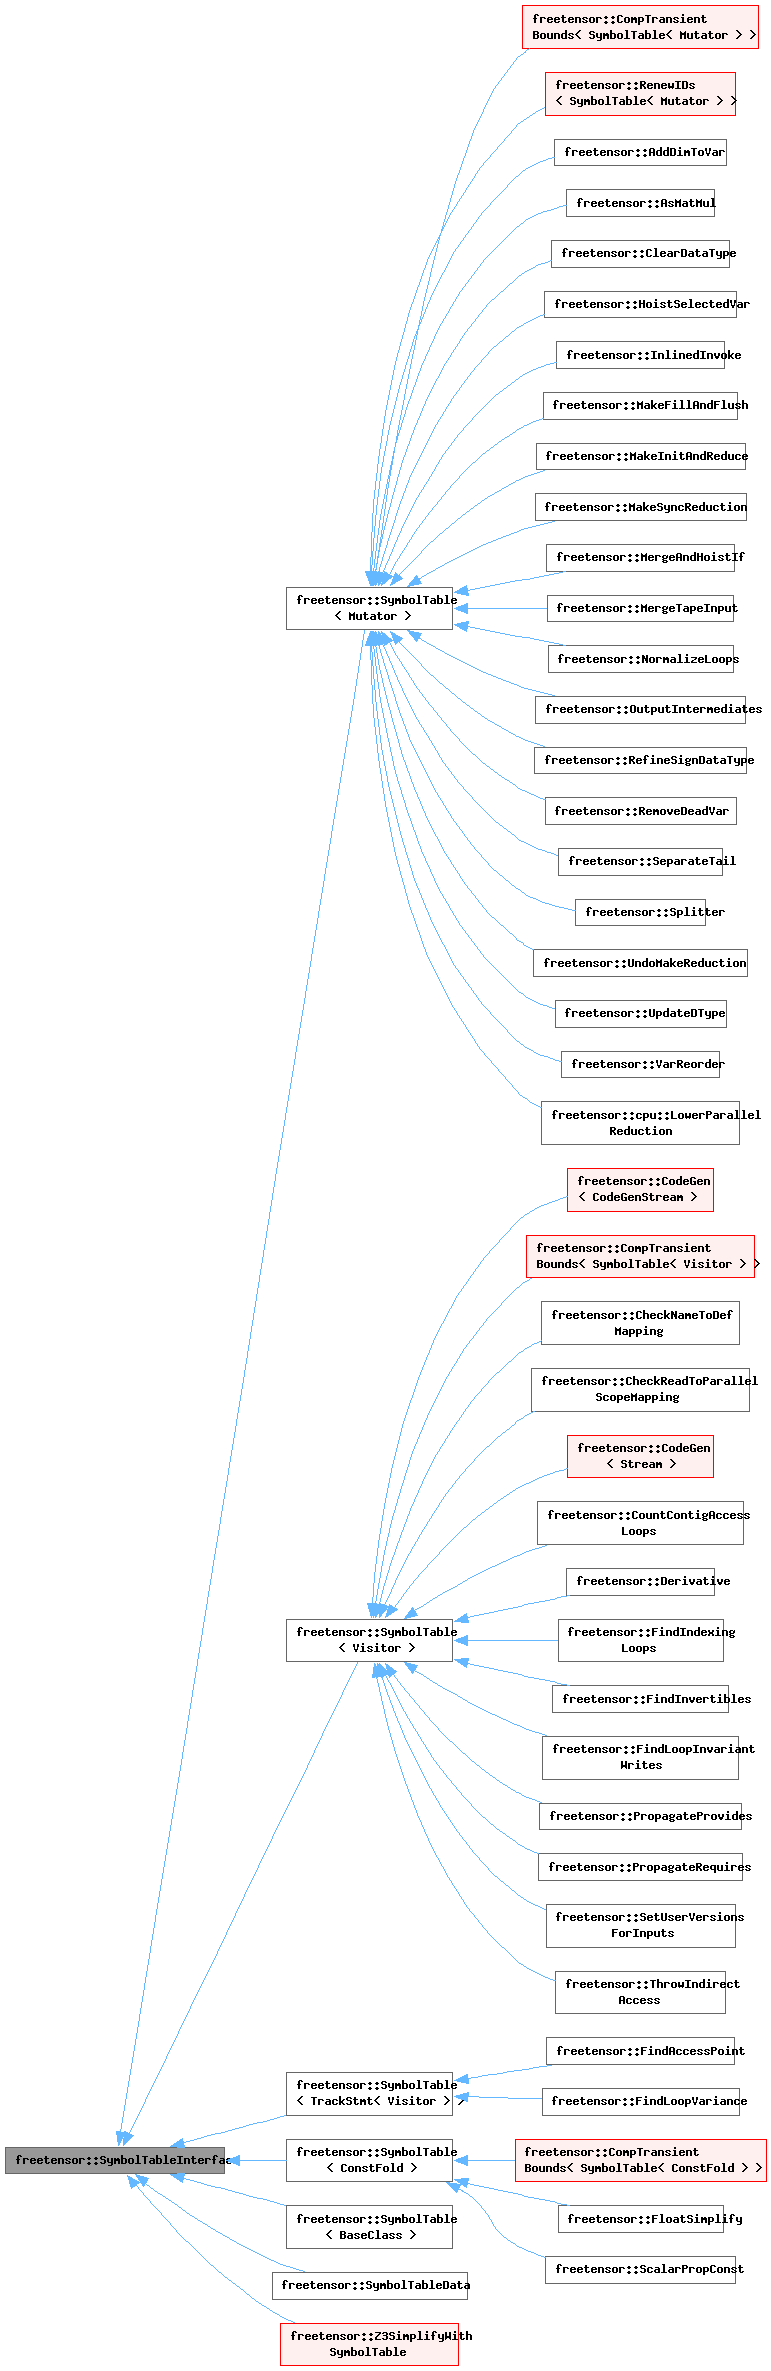 freetensor::CompTransient
Bounds< SymbolTable< Mutator > >
freetensor::RenewIDs
< SymbolTable< Mutator > >
freetensor::AddDimToVar
freetensor::AsMatMul
freetensor::ClearDataType
freetensor::HoistSelectedVar
freetensor::InlinedInvoke
freetensor::MakeFillAndFlush
freetensor::MakeInitAndReduce
freetensor::MakeSyncReduction
freetensor::MergeAndHoistIf
freetensor::SymbolTable
< Mutator >
freetensor::MergeTapeInput
freetensor::NormalizeLoops
freetensor::OutputIntermediates
freetensor::RefineSignDataType
freetensor::RemoveDeadVar
freetensor::SeparateTail
freetensor::Splitter
freetensor::UndoMakeReduction
freetensor::UpdateDType
freetensor::VarReorder
freetensor::cpu::LowerParallel
Reduction
freetensor::CodeGen
< CodeGenStream >
freetensor::CompTransient
Bounds< SymbolTable< Visitor > >
freetensor::CheckNameToDef
Mapping
freetensor::CheckReadToParallel
ScopeMapping
freetensor::CodeGen
< Stream >
freetensor::CountContigAccess
Loops
freetensor::Derivative
freetensor::SymbolTable
< Visitor >
freetensor::FindIndexing
Loops
freetensor::FindInvertibles
freetensor::FindLoopInvariant
Writes
freetensor::PropagateProvides
freetensor::PropagateRequires
freetensor::SetUserVersions
ForInputs
freetensor::ThrowIndirect
Access
freetensor::FindAccessPoint
freetensor::SymbolTable
< TrackStmt< Visitor > >
freetensor::FindLoopVariance
freetensor::SymbolTableInterfac
freetensor::SymbolTable
< ConstFold >
freetensor::CompTransient
Bounds< SymbolTable< ConstFold > >
freetensor::SymbolTable
< BaseClass >
freetensor::FloatSimplify
freetensor::ScalarPropConst
freetensor::SymbolTableData
freetensor::Z3SimplifyWith
SymbolTable